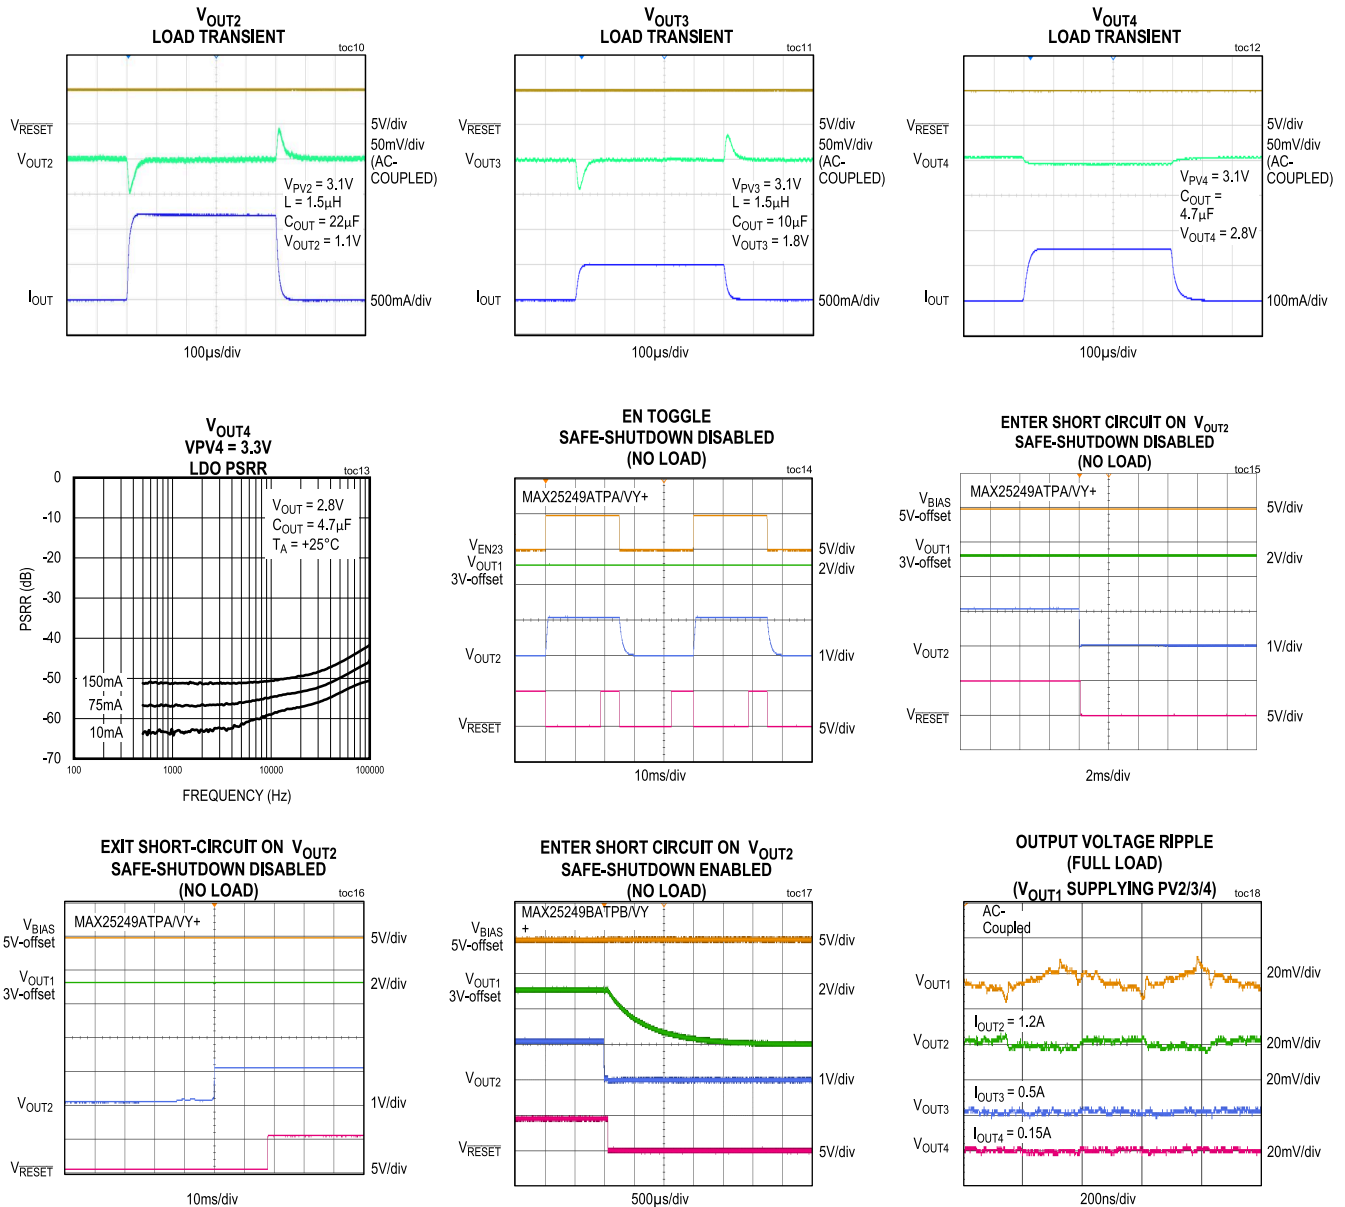 VOUT2
LOAD TRANSIENT
toc10
VRESET
5V/div
50mV/div
VOUT2
(AC-
COUPLED)
VPV2 = 3.1V
L = 1.5µH
COUT = 22µF
VOUT2 = 1.1V
IOUT
500mA/div
100µs/div
VOUT3
LOAD TRANSIENT
toc11
VRESET
5V/div
50mV/div
VOUT3
(AC-
COUPLED)
VPV3 = 3.1V
L = 1.5µH
COUT = 10µF
VOUT3 = 1.8V
IOUT
500mA/div
100µs/div
VOUT4
LOAD TRANSIENT
toc12
VRESET
5V/div
50mV/div
VOUT4
(AC-
COUPLED)
VPV4 = 3.1V
COUT =
4.7µF
VOUT4 = 2.8V
IOUT
100mA/div
100µs/div
VOUT4
VPV4 = 3.3V
LDO PSRR
toc13
0
-10
-20
-30
-40
-50
-60
-70
PSRR (dB)
VOUT = 2.8V
COUT = 4.7µF
TA = +25°C
150mA
75mA
10mA
100
1000
10000
100000
FREQUENCY (Hz)
EN TOGGLE
SAFE-SHUTDOWN DISABLED
(NO LOAD)
toc14
MAX25249ATPA/VY+
VEN23
5V/div
VOUT1
3V-offset
2V/div
VOUT2
1V/div
VRESET
5V/div
10ms/div
ENTER SHORT CIRCUIT ON VOUT2
SAFE-SHUTDOWN DISABLED
(NO LOAD)
toc15
MAX25249ATPA/VY+
VBIAS
5V-offset
5V/div
VOUT1
3V-offset
2V/div
VOUT2
1V/div
VRESET
5V/div
2ms/div
EXIT SHORT-CIRCUIT ON VOUT2
SAFE-SHUTDOWN DISABLED
(NO LOAD)
toc16
MAX25249ATPA/VY+
VBIAS
5V-offset
5V/div
VOUT1
3V-offset
2V/div
VOUT2
1V/div
VRESET
5V/div
10ms/div
ENTER SHORT CIRCUIT ON VOUT2
SAFE-SHUTDOWN ENABLED
(NO LOAD)
toc17
MAX25249BATPB/VY
+
VBIAS
5V-offset
5V/div
VOUT1
3V-offset
2V/div
VOUT2
1V/div
VRESET
5V/div
500µs/div
OUTPUT VOLTAGE RIPPLE
(FULL LOAD)
(VOUT1 SUPPLYING PV2/3/4)
toc18
AC-
Coupled
VOUT1
20mV/div
IOUT2 = 1.2A
VOUT2
20mV/div
20mV/div
IOUT3 = 0.5A
VOUT3
IOUT4 = 0.15A
VOUT4
20mV/div
200ns/div